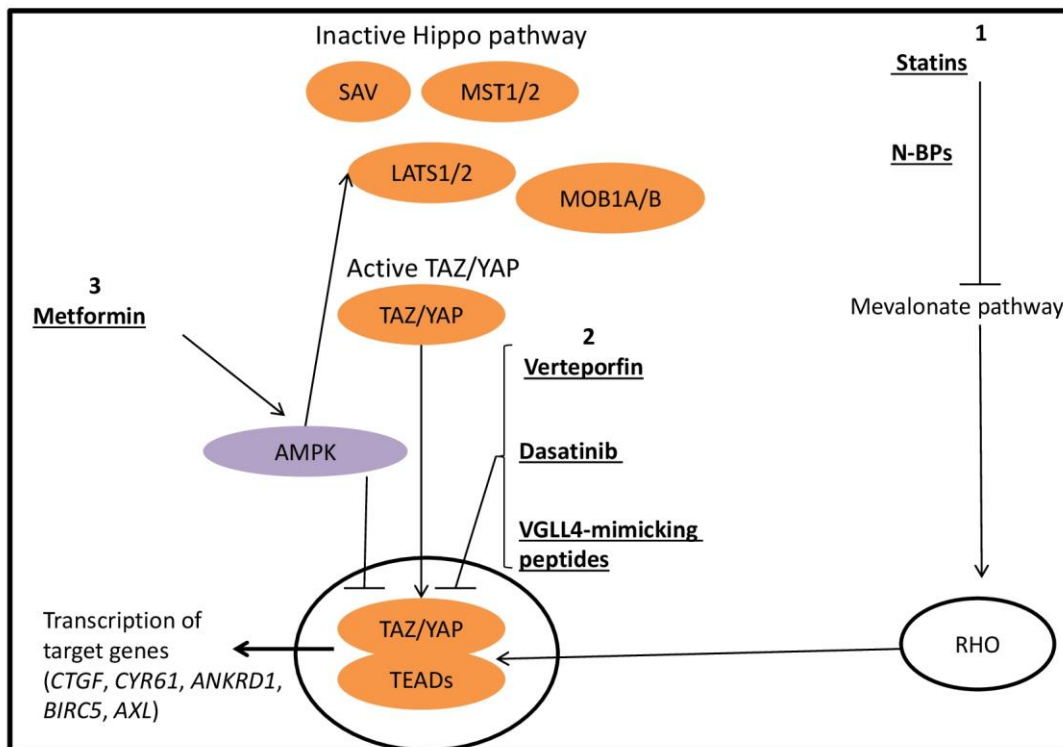 Inactive Hippo pathway
SAV
MST1/2
LATS1/2
MOB1A/B
Active TAZ/YAP
TAZ/YAP
3
Metformin
AMPK
2
Verteporfin
Dasatinib
VGLL4-mimicking
peptides
1
Statins
N-BPs
Mevalonate pathway
RHO
TAZ/YAP
TEADs
Transcription of
target genes
(CTGF, CYR61, ANKRD1,
BIRC5, AXL)